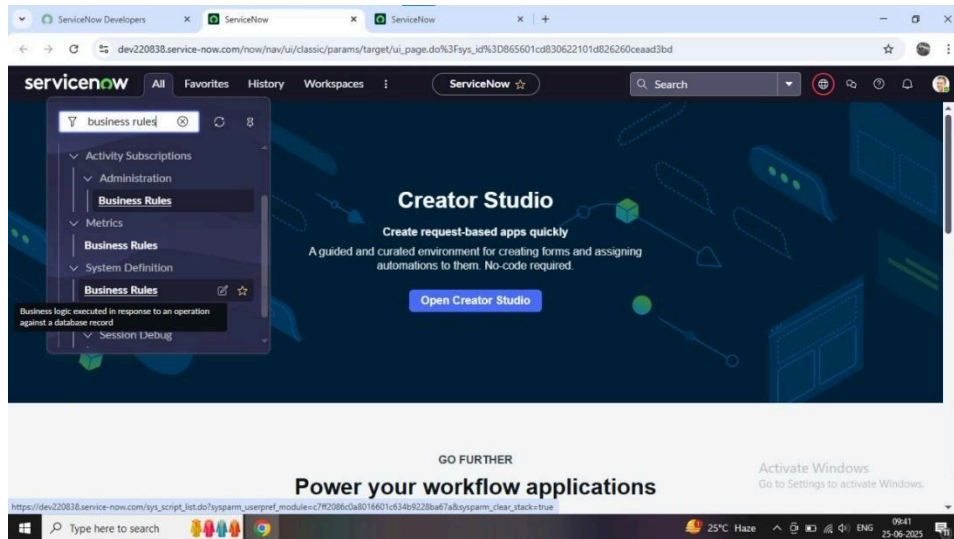 ServiceNow Developers
ServiceNow
ServiceNow
dev220838.service-now.com/now/nav/ui/classic/params/target/ui_page.do%3Fsys_id%3D865601cd830622101d826260ceaad3bd
servicenow
All
Favorites
History
Workspaces
ServiceNow
Search
business rules
Activity Subscriptions
Administration
Business Rules
Metrics
Business Rules
System Definition
Business Rules
Business logic executed in response to an operation
against a database record
Session Debug
Creator Studio
Create request-based apps quickly
A guided and curated environment for creating forms and assigning
automations to them. No-code required.
Open Creator Studio
GO FURTHER
Power your workflow applications
Activate Windows
Go to Settings to activate Windows.
https://dev220838.service-now.com/sys_script_list.do?sysparm_userpref_module=c7ff2086c0a8016601c634b9228ba67a&sysparm_clear_stack=true
Type here to search
25°C Haze
ENG
09:41
25-06-2025